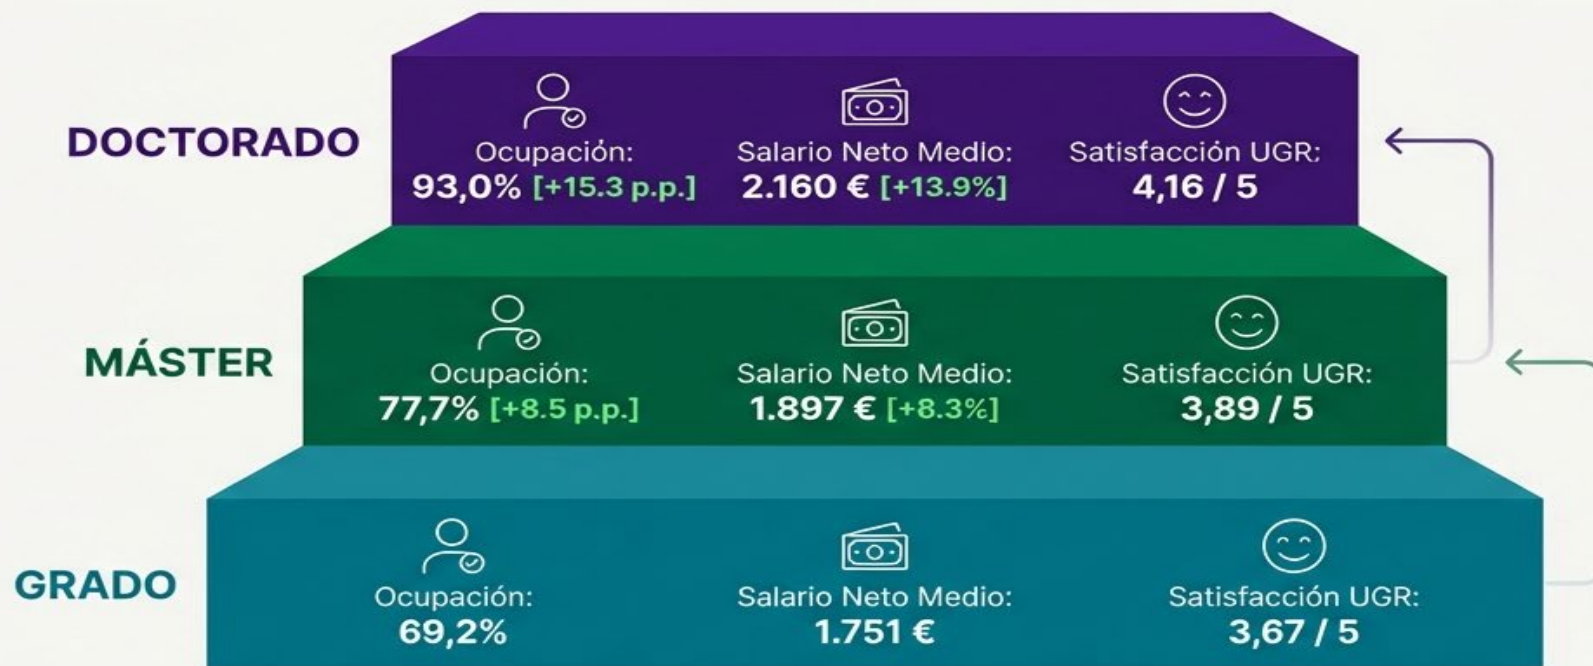 DOCTORADO
Ocupación:
93,0% [+15.3 p.p.]
Salario Neto Medio:
2.160 € [+13.9%]
Satisfacción UGR:
4,16 / 5
MÁSTER
Ocupación:
77,7% [+8.5 p.p.]
Salario Neto Medio:
1.897 € [+8.3%]
Satisfacción UGR:
3,89 / 5
GRADO
Ocupación:
69,2%
Salario Neto Medio:
1.751 €
Satisfacción UGR:
3,67 / 5